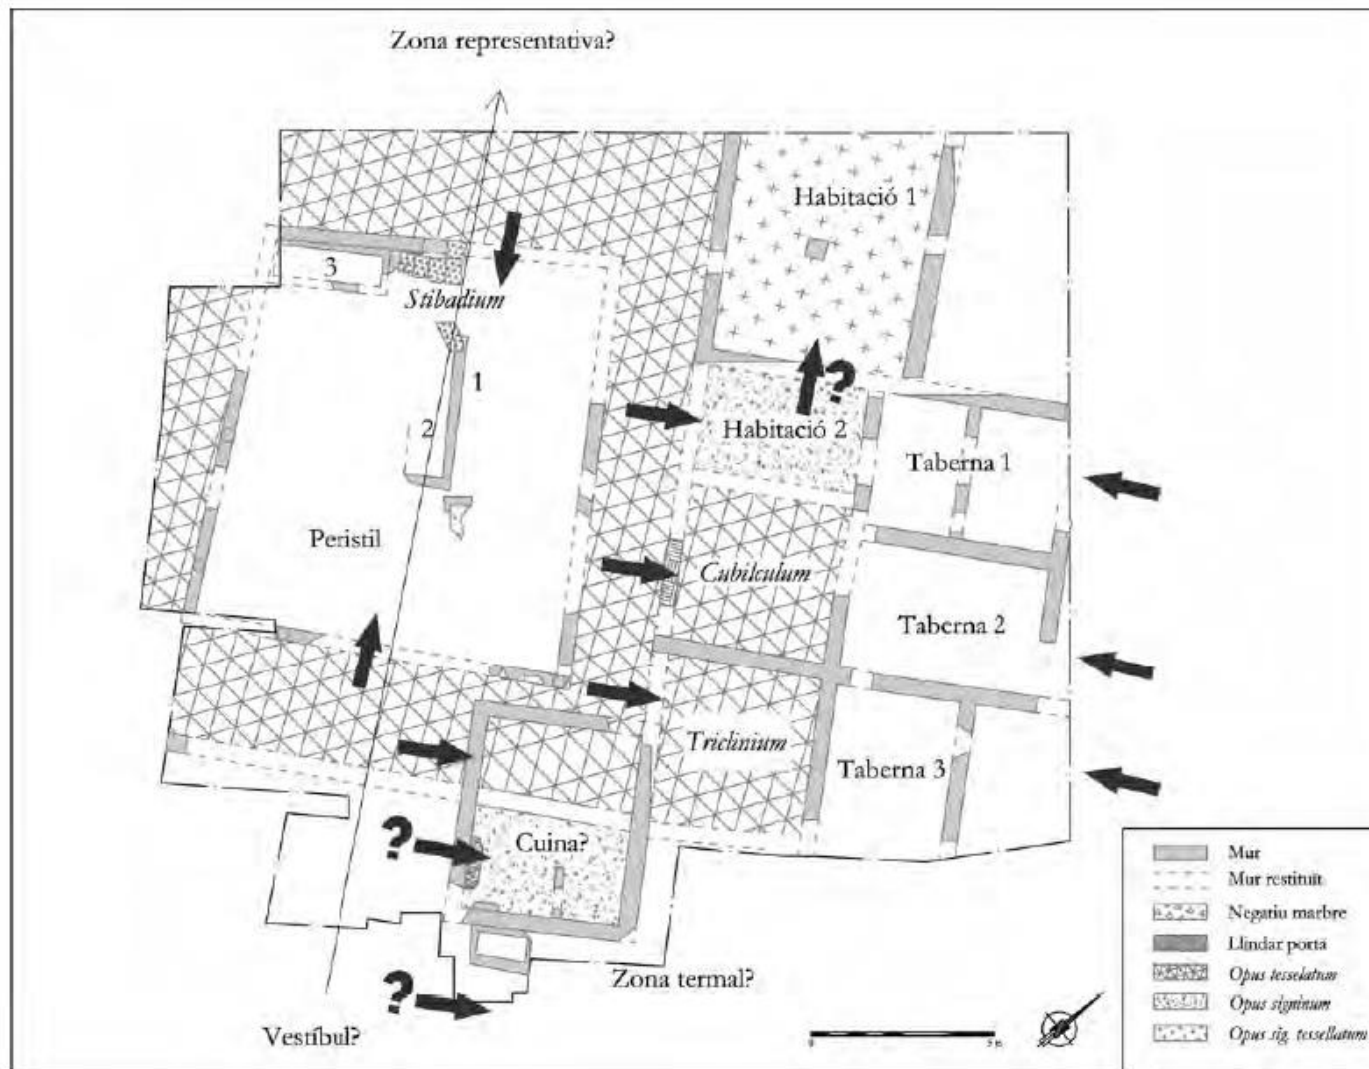 Zona representativa?
Habitació 1
3
Stibadium
1
?
2
Habitació 2
Taberna 1
Peristil
Cubilculum
Taberna 2
Triclinium
Taberna 3
?
Cuina?
Zona termal?
?
Vestíbul?
0
Mur
Mur restituït
Negatiu marbre
Llindar porta
Opus tesselatum
Opus signinum
Opus sig. tessellatum